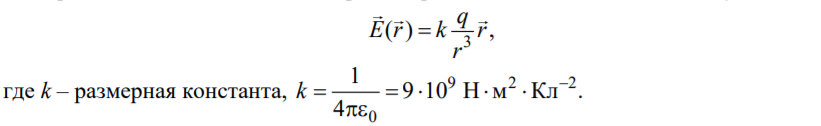 E⃗(r⃗) = k q/r³ r⃗,
где k – размерная константа, k = 1/4πε₀ = 9·10⁹ Н·м²·Кл⁻².